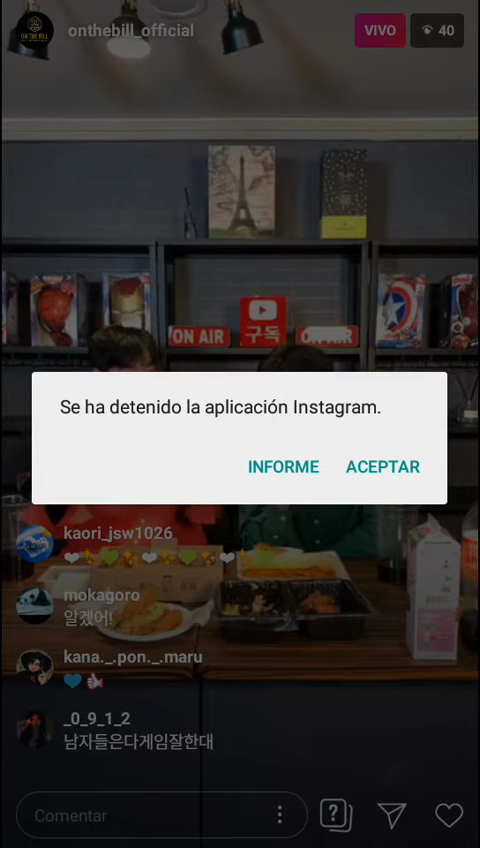 onthebill_official
VIVO
40
ON THE BILL
ON AIR
구독
ON AIR
Se ha detenido la aplicación Instagram.
INFORME
ACEPTAR
kaori_jsw1026
❤✨💚✨❤✨💚✨❤✨
mokagoro
알겠어!
kana._.pon._.maru
💙 👍
_0_9_1_2
남자들은다게임잘한대
Comentar